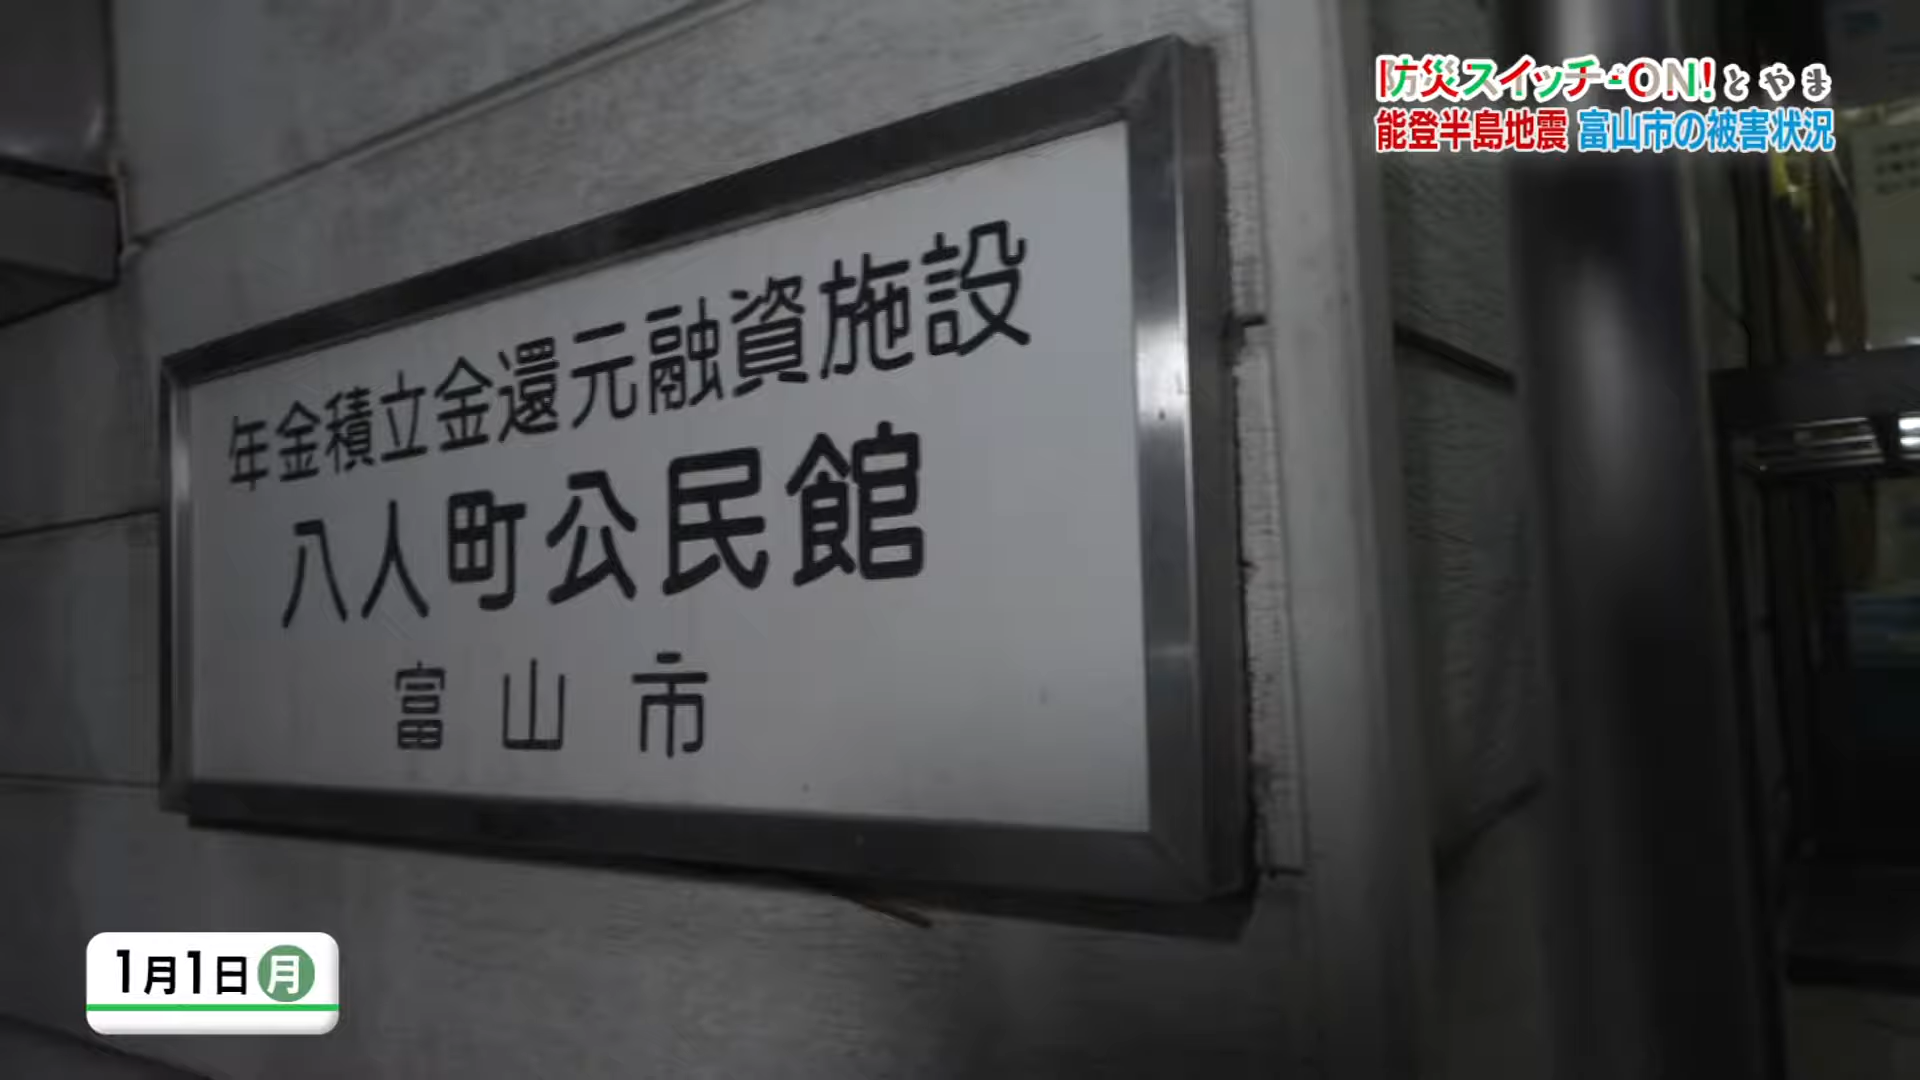 防災スイッチ-ON!とやま
能登半島地震 富山市の被害状況
年金積立金還元融資施設
八人町公民館
富山市
1月1日 月